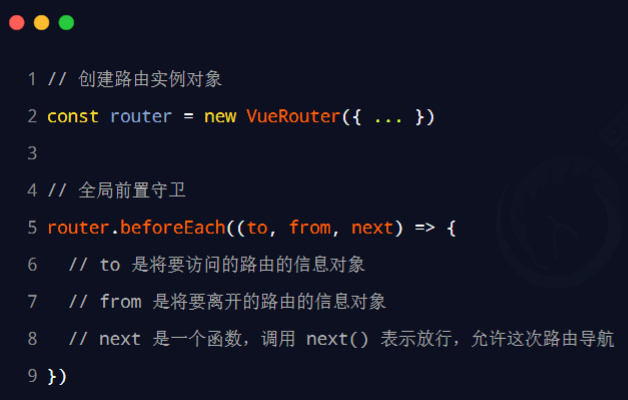 1 // 创建路由实例对象
2 const router = new VueRouter({ ... })
3
4 // 全局前置守卫
5 router.beforeEach((to, from, next) => {
6   // to 是将要访问的路由的信息对象
7   // from 是将要离开的路由的信息对象
8   // next 是一个函数，调用 next() 表示放行，允许这次路由导航
9 })